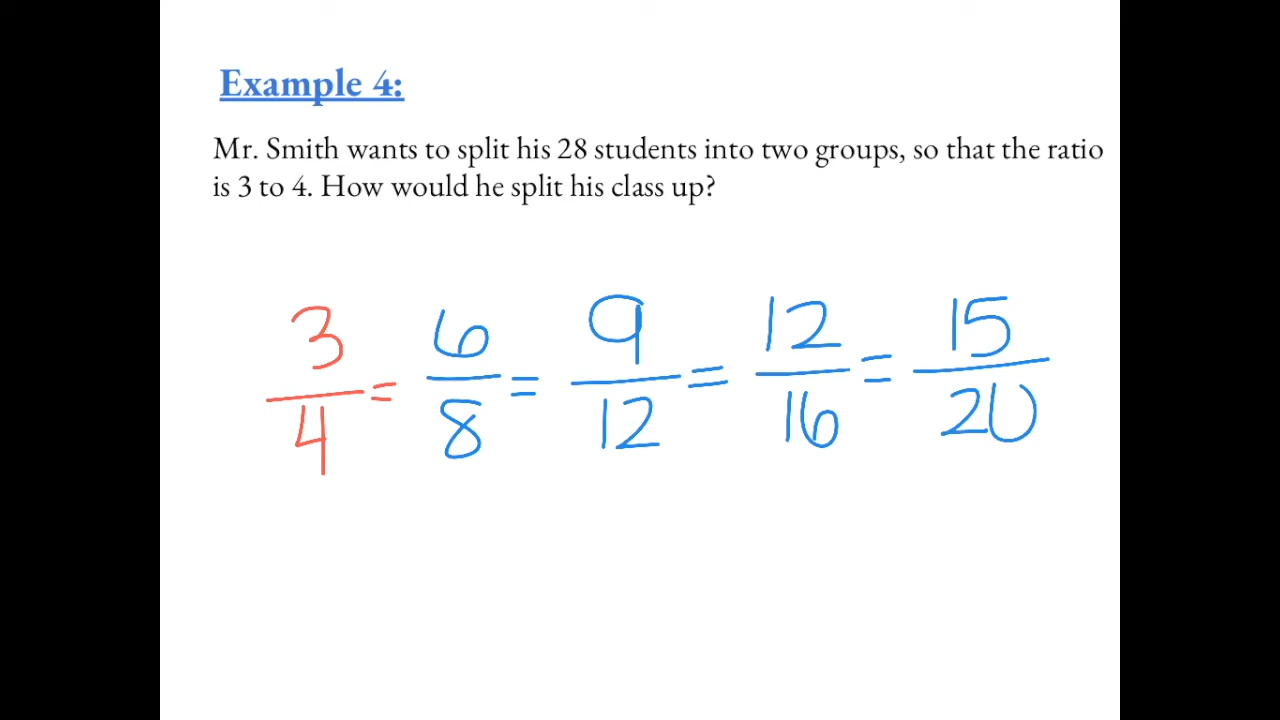 Example 4:
Mr. Smith wants to split his 28 students into two groups, so that the ratio
is 3 to 4. How would he split his class up?
3/4 = 6/8 = 9/12 = 12/16 = 15/20